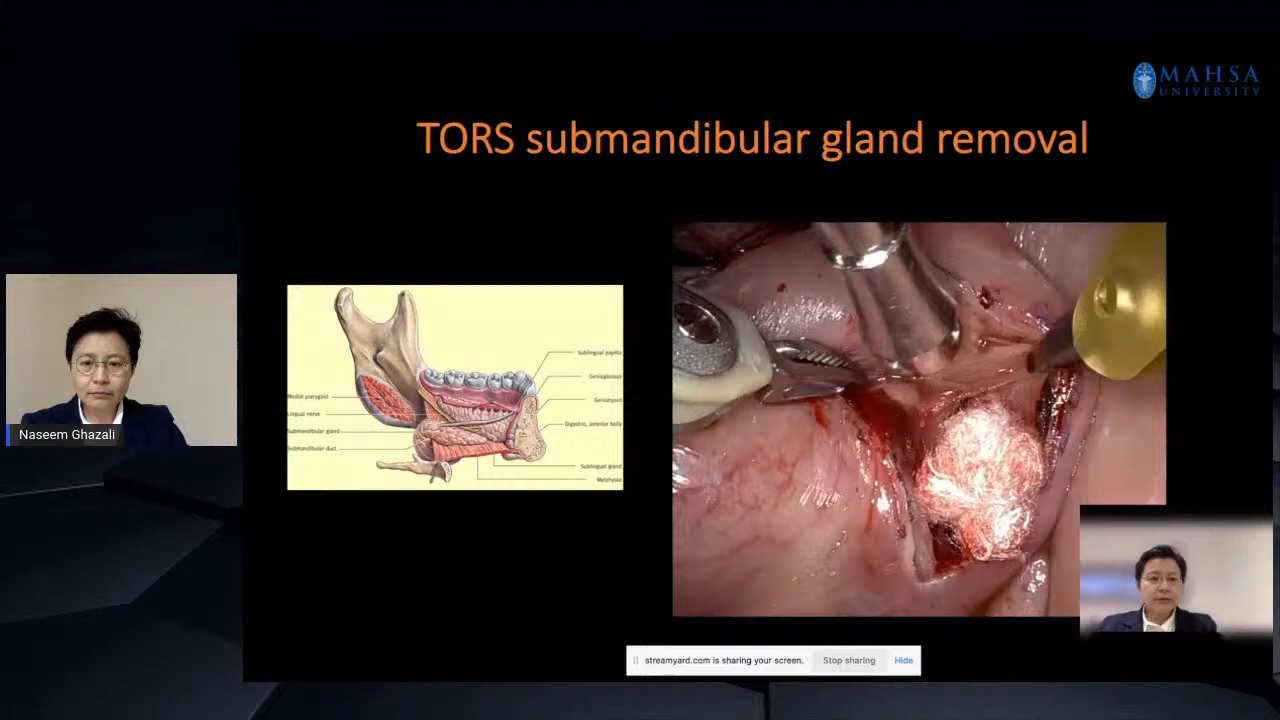 MAHSA
UNIVERSITY
TORS submandibular gland removal
Sublingual papilla
Genioglossus
Medial pterygoid
Geniohyoid
Lingual nerve
Digastric, anterior belly
Submandibular gland
Submandibular duct
Sublingual gland
Mylohyoid
Naseem Ghazali
streamyard.com is sharing your screen.
Stop sharing
Hide